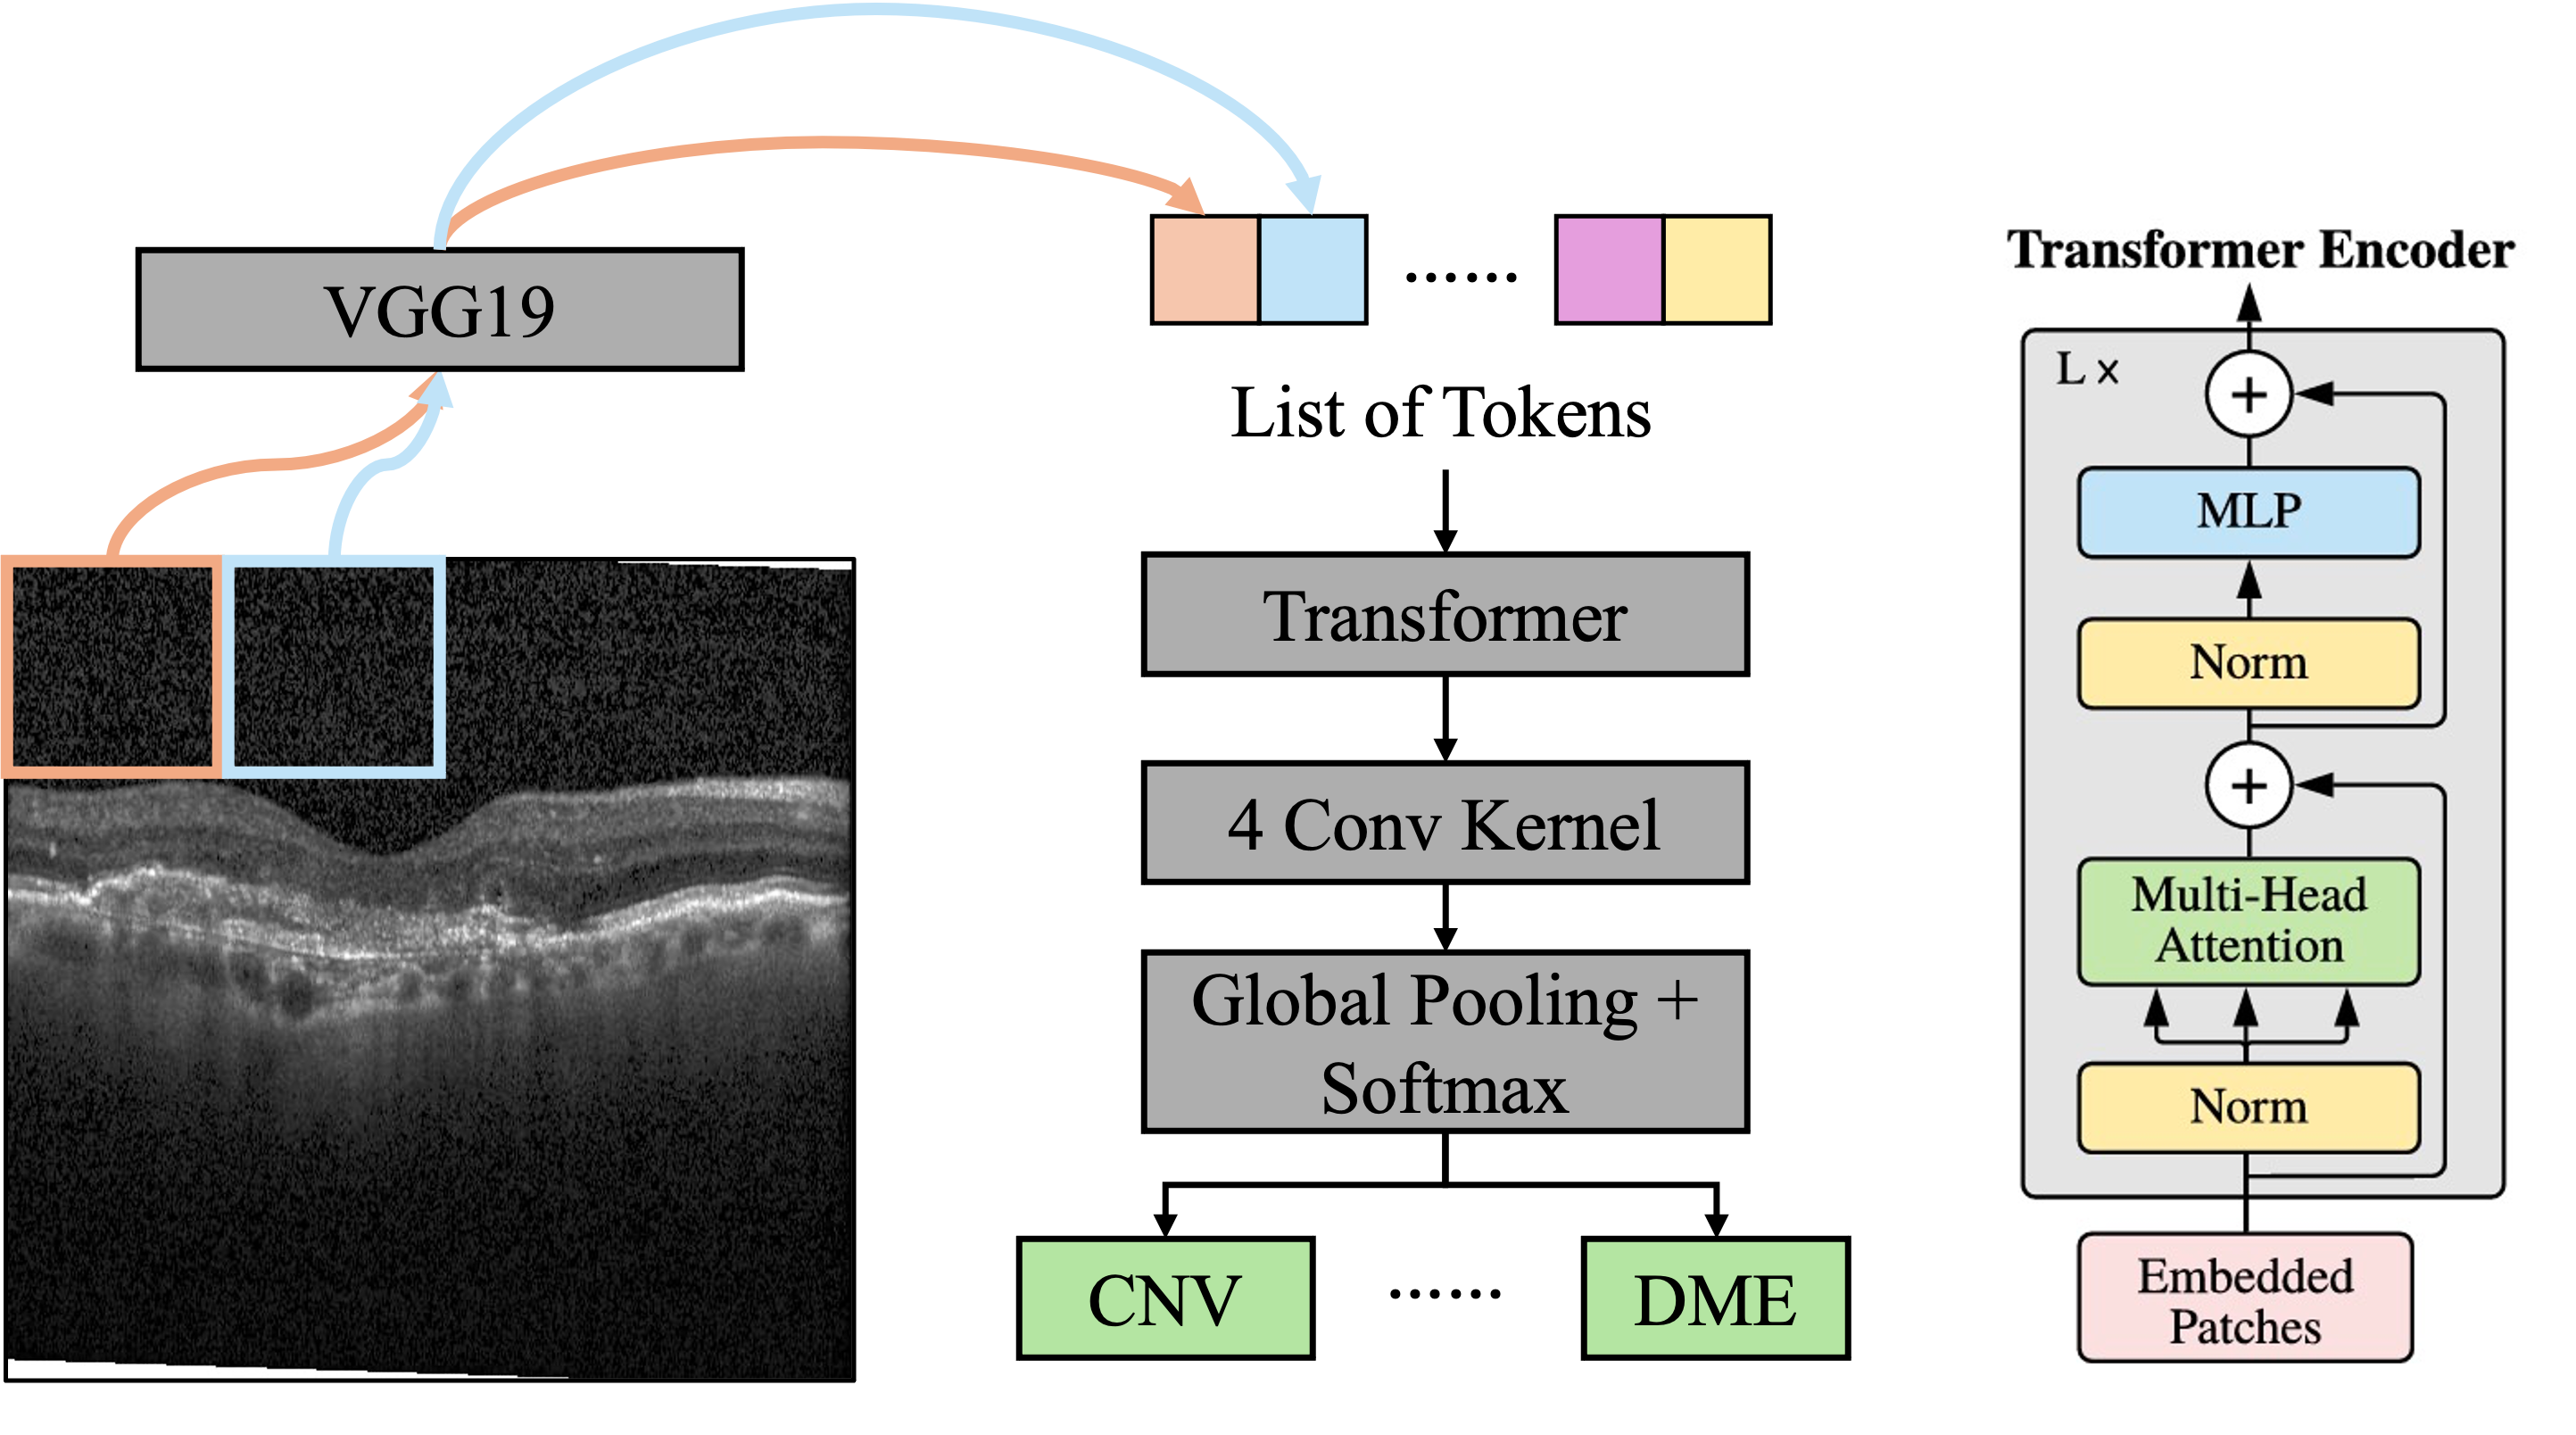 VGG19
······
List of Tokens
Transformer
4 Conv Kernel
Global Pooling +
Softmax
CNV
······
DME
Transformer Encoder
L ×
+
MLP
Norm
+
Multi-Head
Attention
Norm
Embedded
Patches